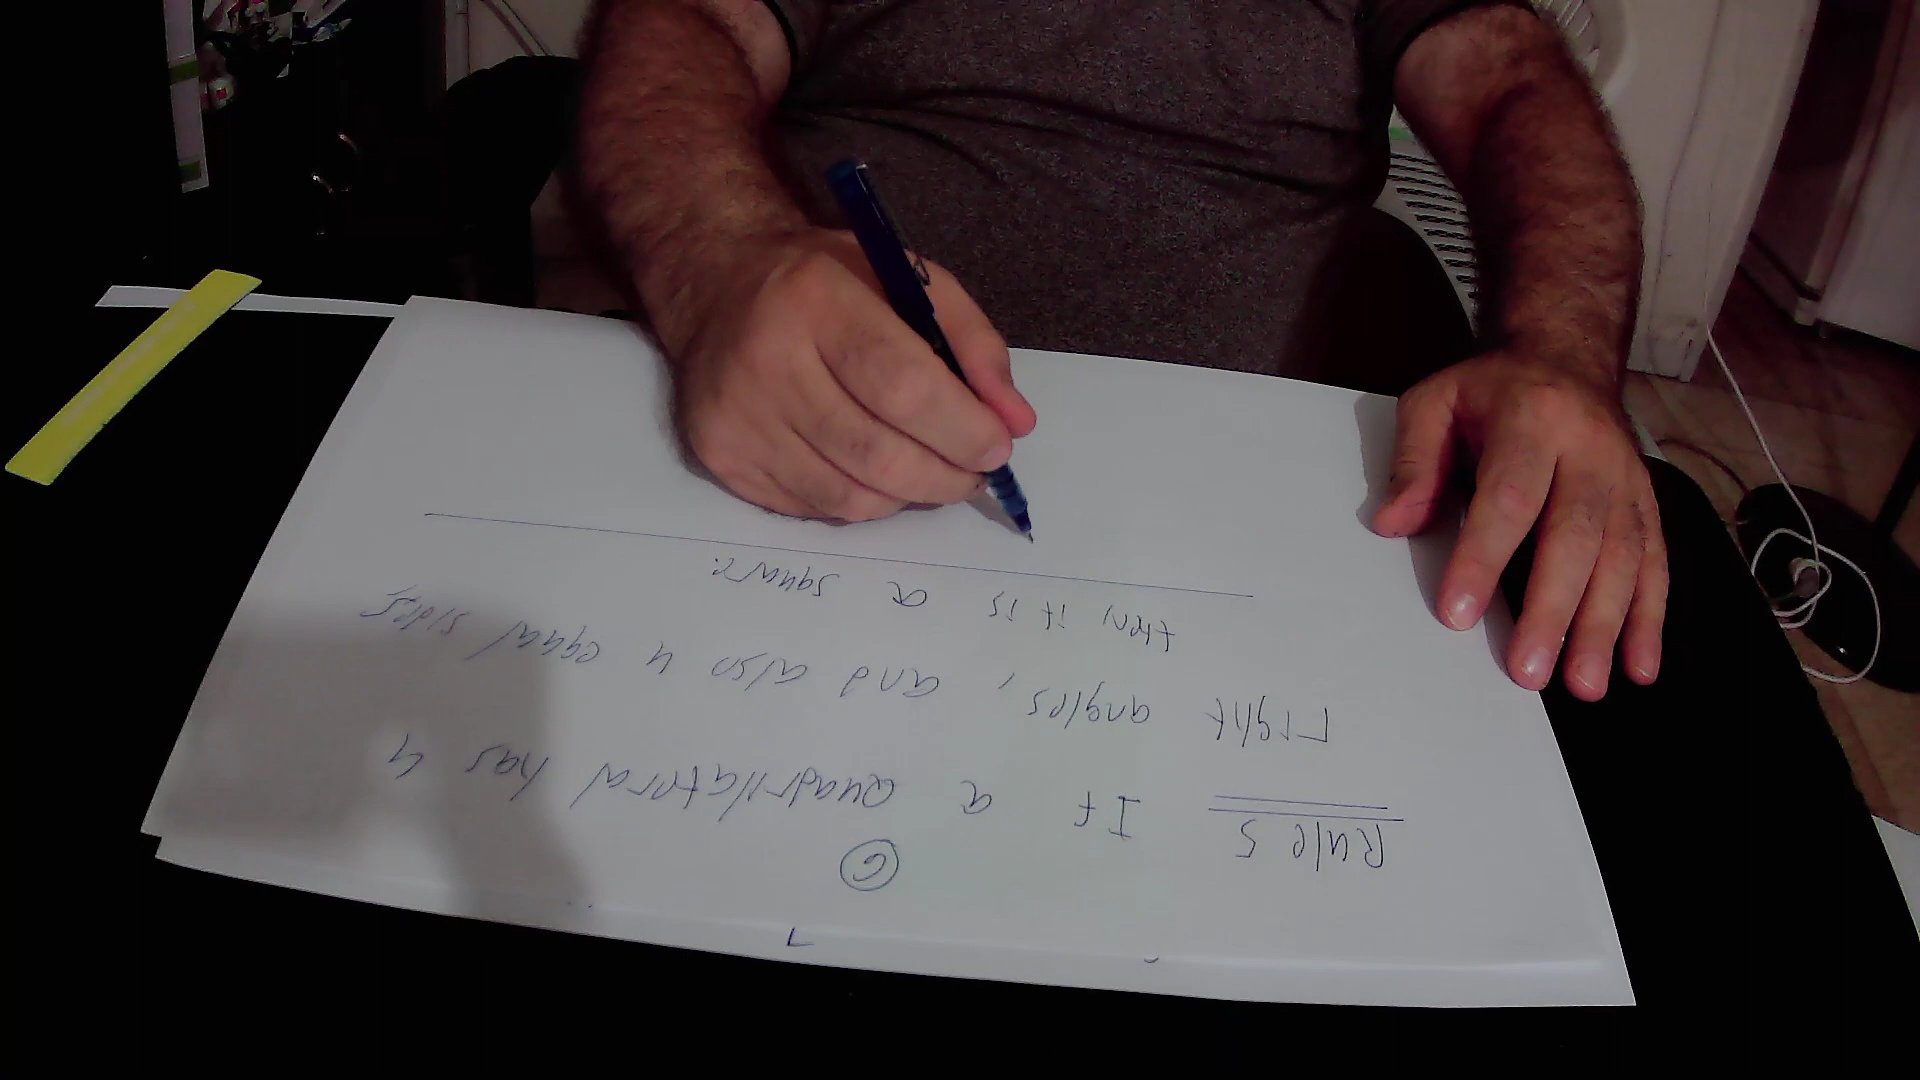 6
Rule 5 If a quadrilateral has 4
right angles, and also 4 equal sides,
then it is a square.